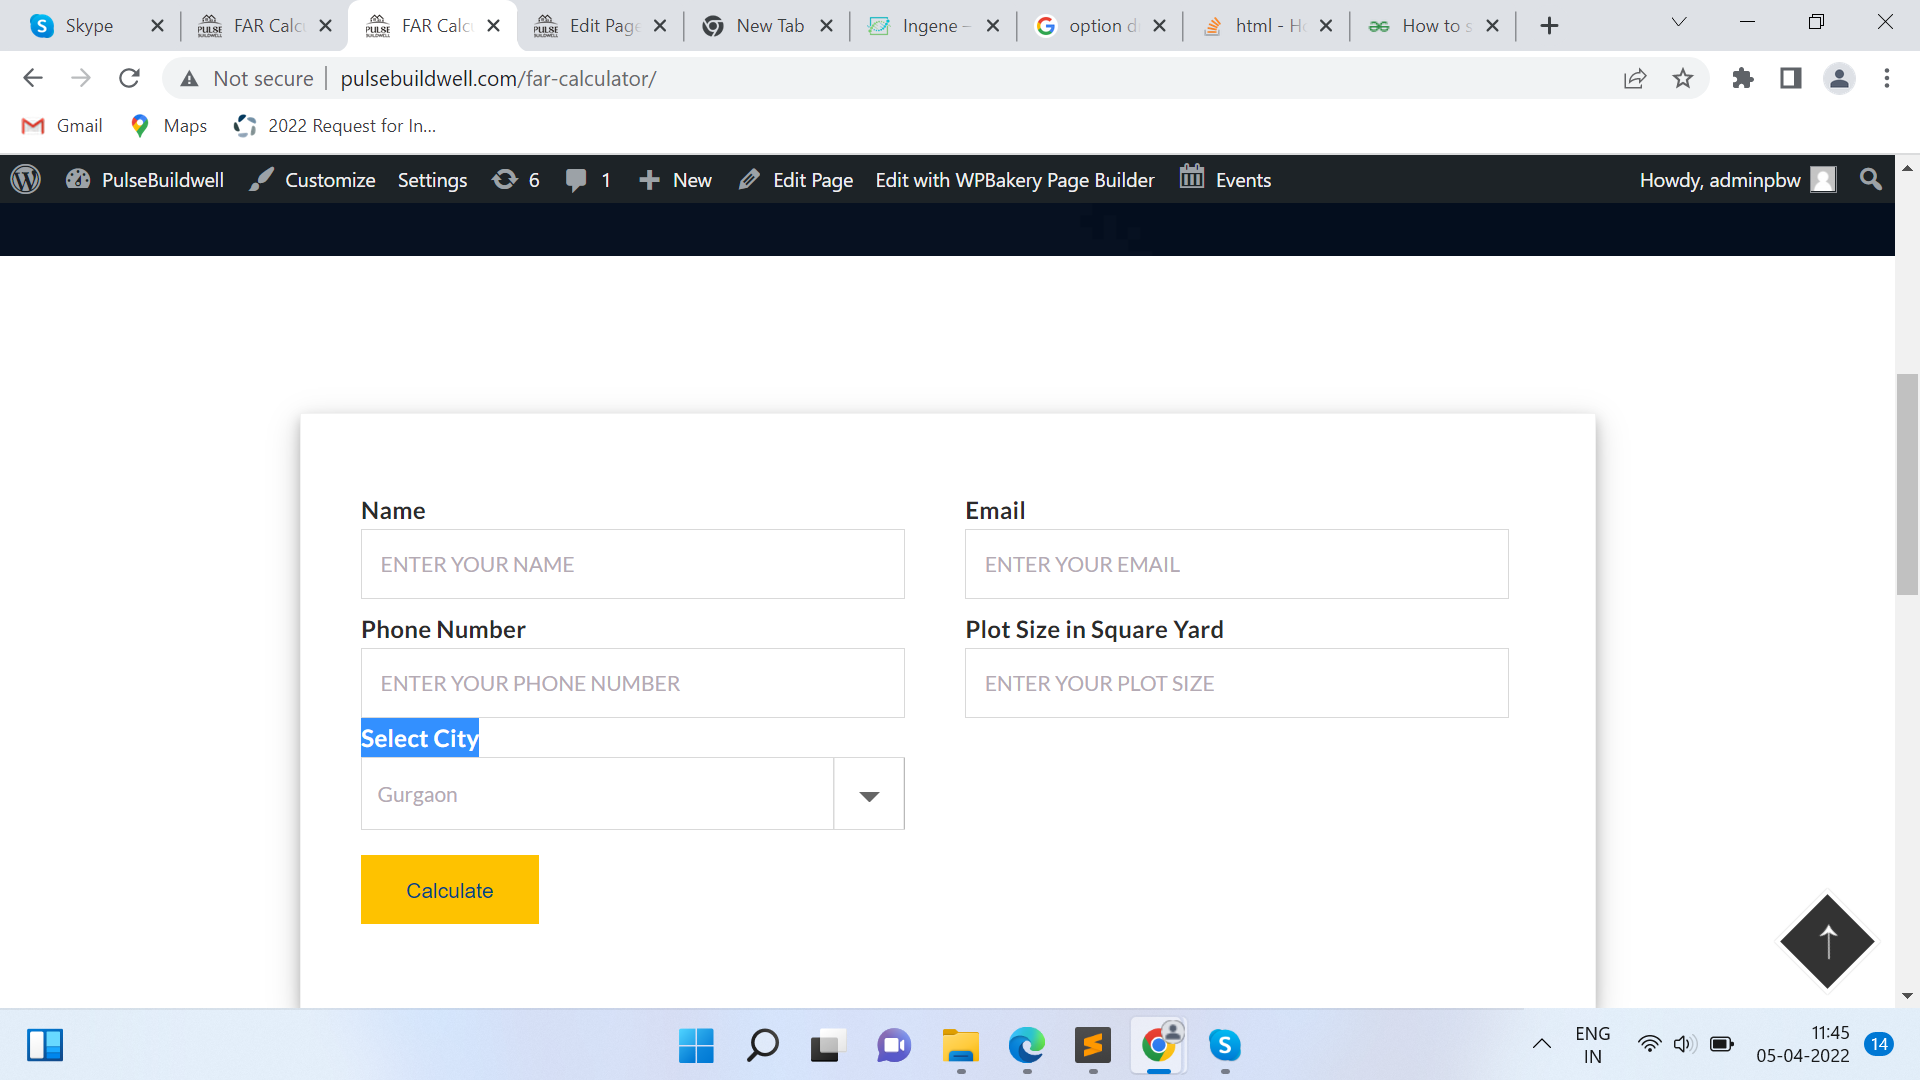 Skype
FAR Calc
FAR Calc
Edit Page
New Tab
Ingene –
option d
html - Ho
How to s
Not secure
pulsebuildwell.com/far-calculator/
Gmail
Maps
2022 Request for In...
PulseBuildwell
Customize
Settings
6
1
New
Edit Page
Edit with WPBakery Page Builder
Events
Howdy, adminpbw
Name
Email
ENTER YOUR NAME
ENTER YOUR EMAIL
Phone Number
Plot Size in Square Yard
ENTER YOUR PHONE NUMBER
ENTER YOUR PLOT SIZE
Select City
Gurgaon
Calculate
ENG
IN
11:45
05-04-2022
14